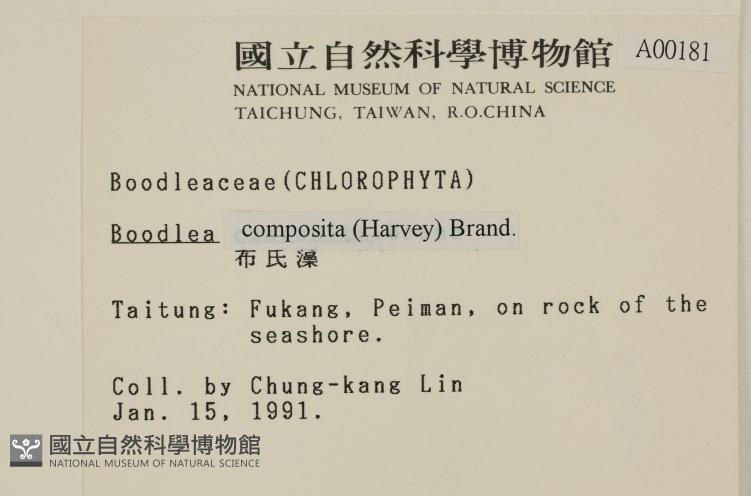 國立自然科學博物館
A00181
NATIONAL MUSEUM OF NATURAL SCIENCE
TAICHUNG, TAIWAN, R.O.CHINA
Boodleaceae (CHLOROPHYTA)
Boodlea composita (Harvey) Brand.
布氏藻
Taitung: Fukang, Peiman, on rock of the
seashore.
Coll. by Chung-kang Lin
Jan. 15, 1991.
國立自然科學博物館
NATIONAL MUSEUM OF NATURAL SCIENCE